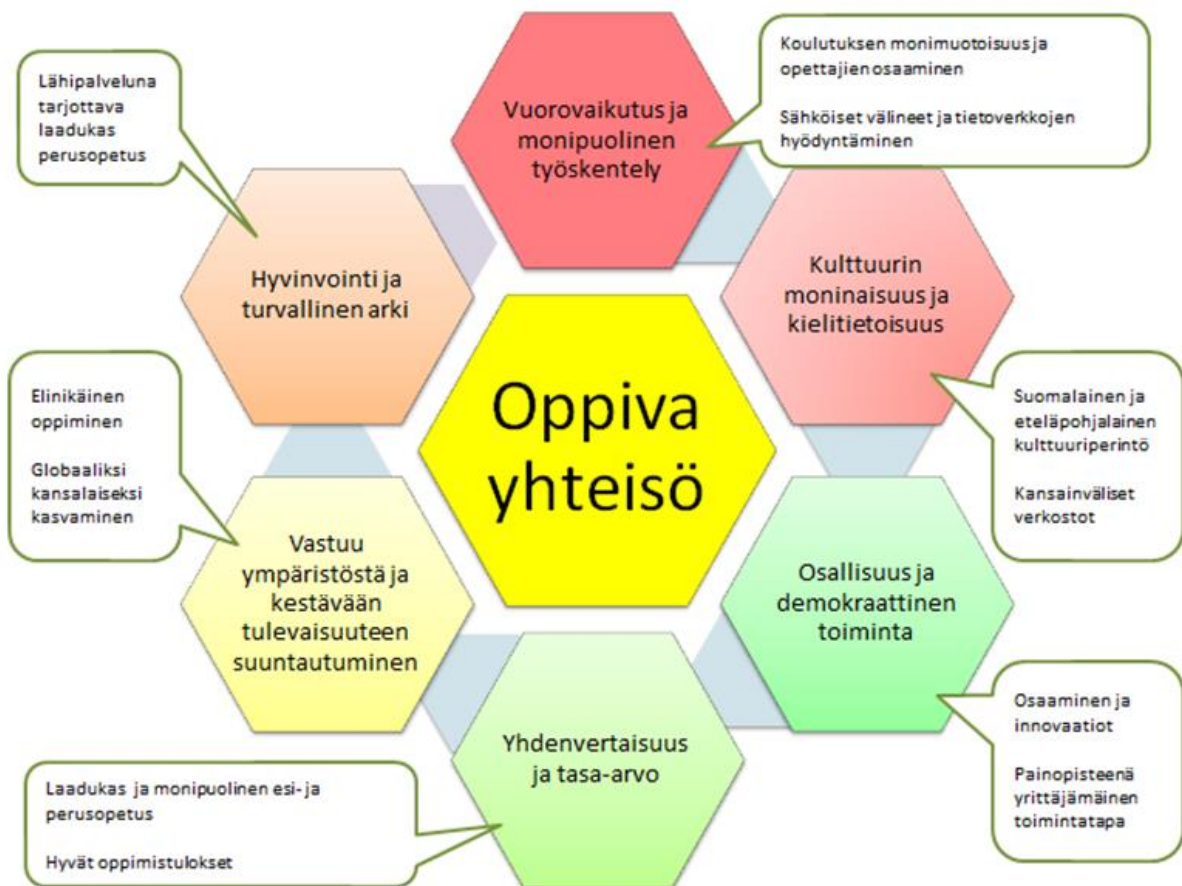 Lähipalveluna
tarjottava
laadukas
perusopetus
Vuorovaikutus ja
monipuolinen
työskentely
Koulutuksen monimuotoisuus ja
opettajien osaaminen
Sähköiset välineet ja tietoverkkojen
hyödyntäminen
Hyvinvointi ja
turvallinen arki
Kulttuurin
moninaisuus ja
kielitietoisuus
Oppiva
yhteisö
Elinikäinen
oppiminen
Globaaliksi
kansalaiseksi
kasvaminen
Suomalainen ja
eteläpohjalainen
kulttuuriperintö
Kansainväliset
verkostot
Vastuu
ympäristöstä ja
kestävään
tulevaisuuteen
suuntautuminen
Osallisuus ja
demokraattinen
toiminta
Yhdenvertaisuus
ja tasa-arvo
Osaaminen ja
innovaatiot
Painopisteenä
yrittäjämäinen
toimintatapa
Laadukas ja monipuolinen esi- ja
perusopetus
Hyvät oppimistulokset